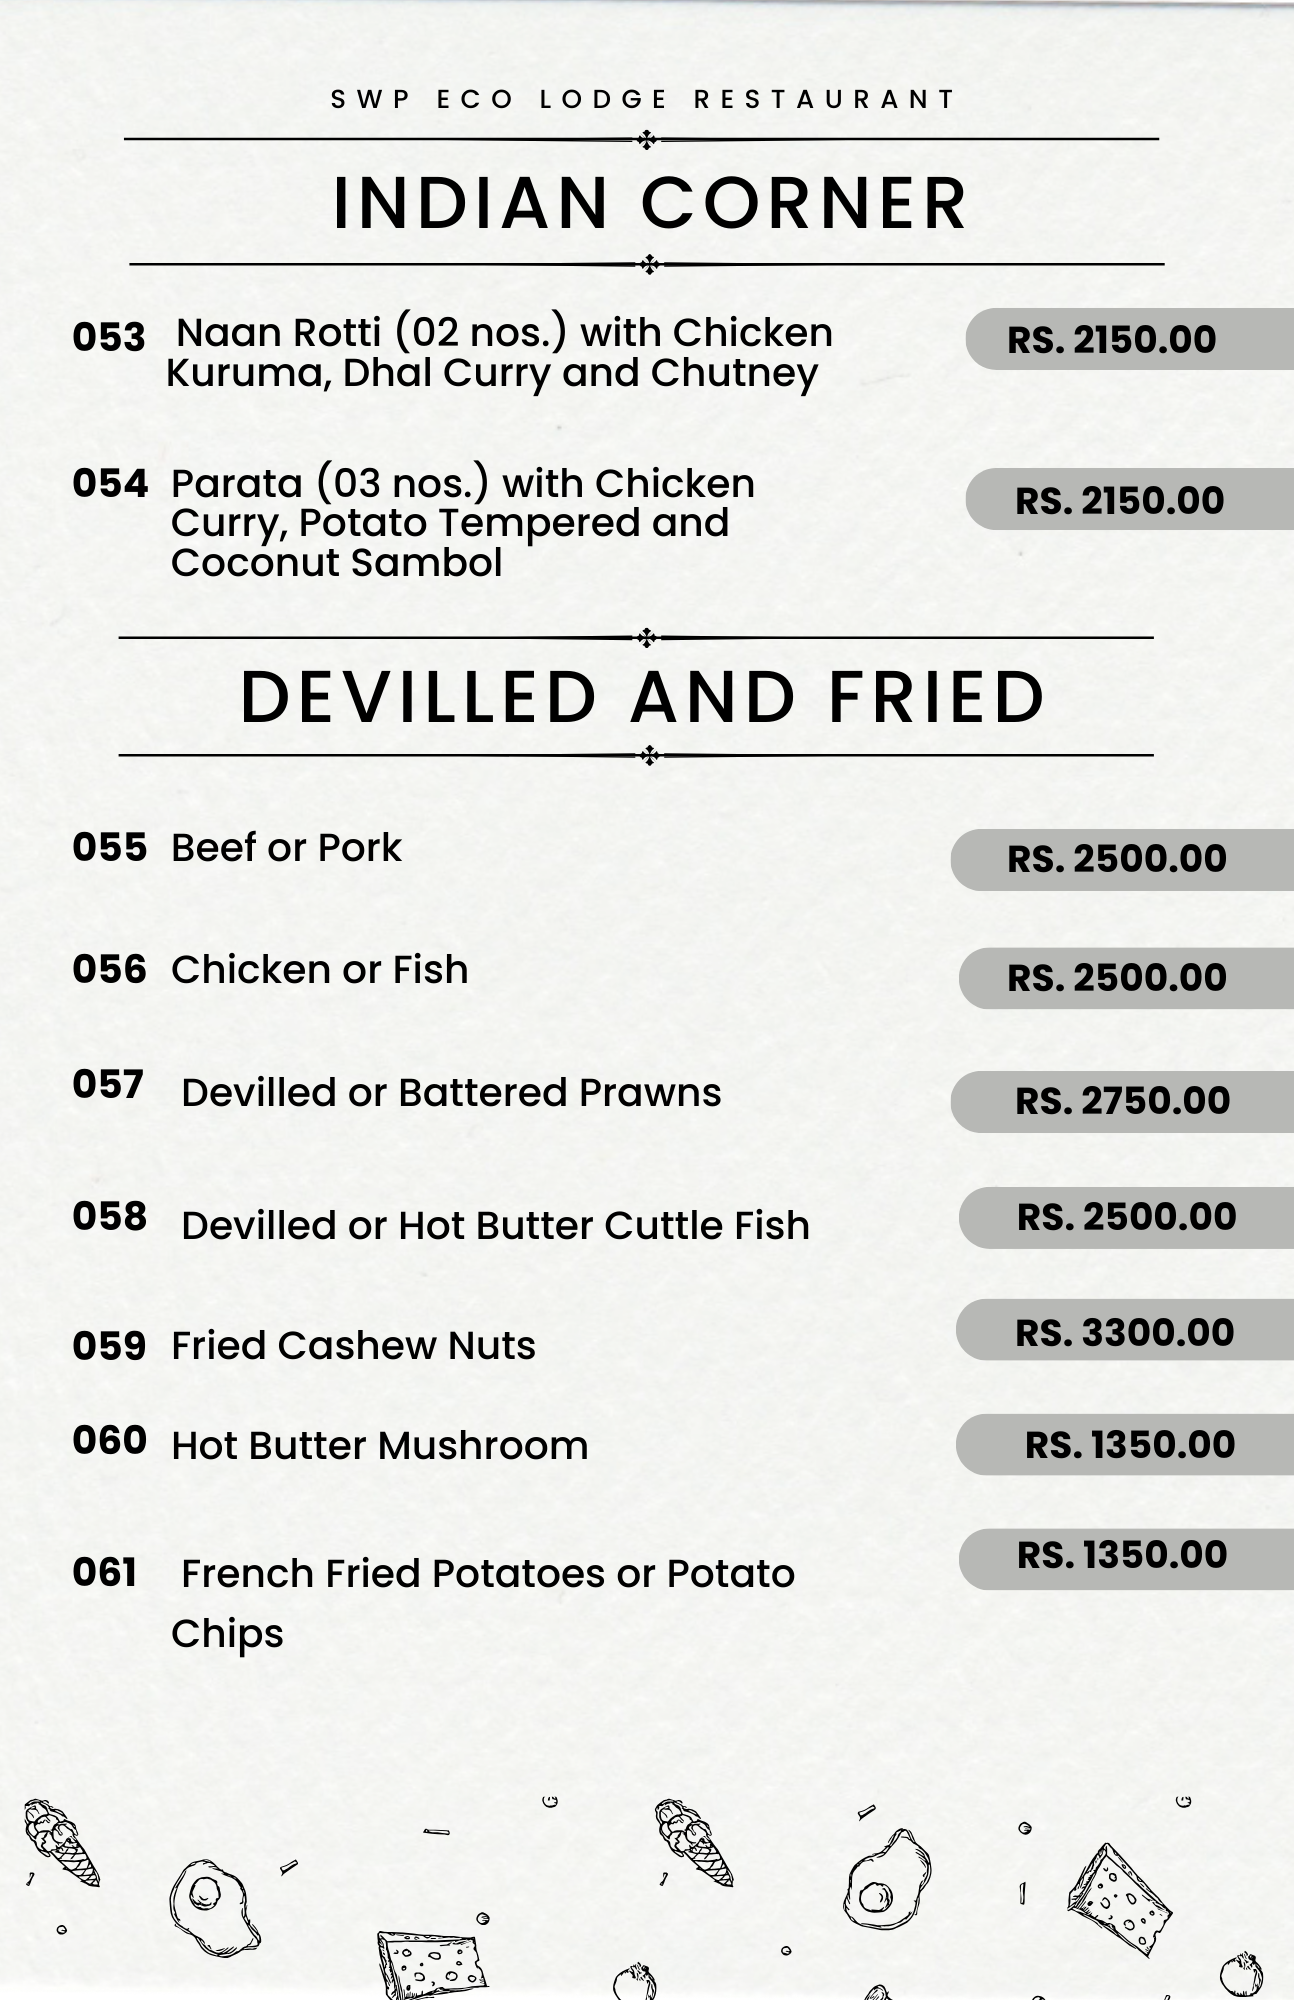 SWP ECO LODGE RESTAURANT
INDIAN CORNER
053 Naan Rotti (02 nos.) with Chicken RS. 2150.00
Kuruma, Dhal Curry and Chutney
054 Parata (03 nos.) with Chicken RS. 2150.00
Curry, Potato Tempered and
Coconut Sambol
DEVILLED AND FRIED
055 Beef or Pork RS. 2500.00
056 Chicken or Fish RS. 2500.00
057 Devilled or Battered Prawns RS. 2750.00
058 Devilled or Hot Butter Cuttle Fish RS. 2500.00
059 Fried Cashew Nuts RS. 3300.00
060 Hot Butter Mushroom RS. 1350.00
061 French Fried Potatoes or Potato RS. 1350.00
Chips